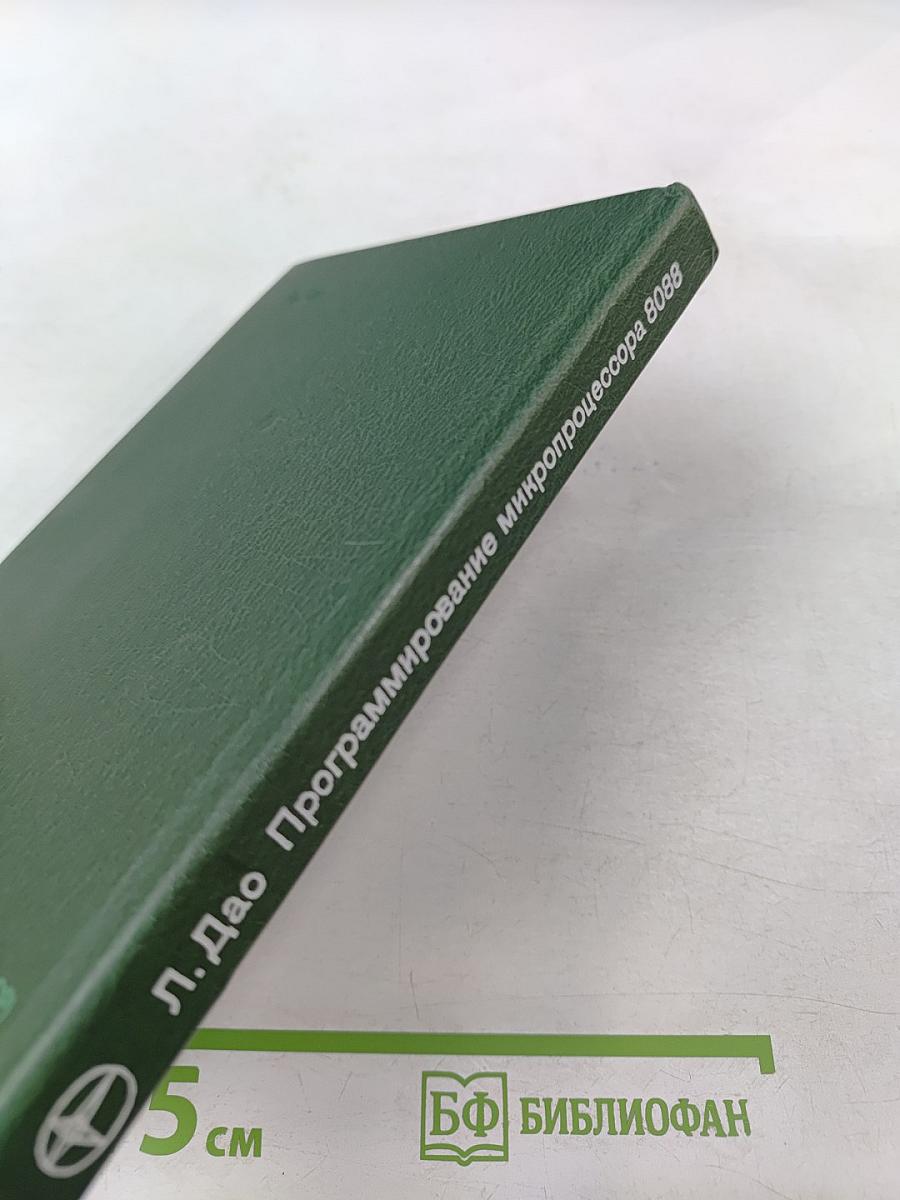 Л. Дао Программирование микропроцессора 8088
5 см
БФ БИБЛИОФАН